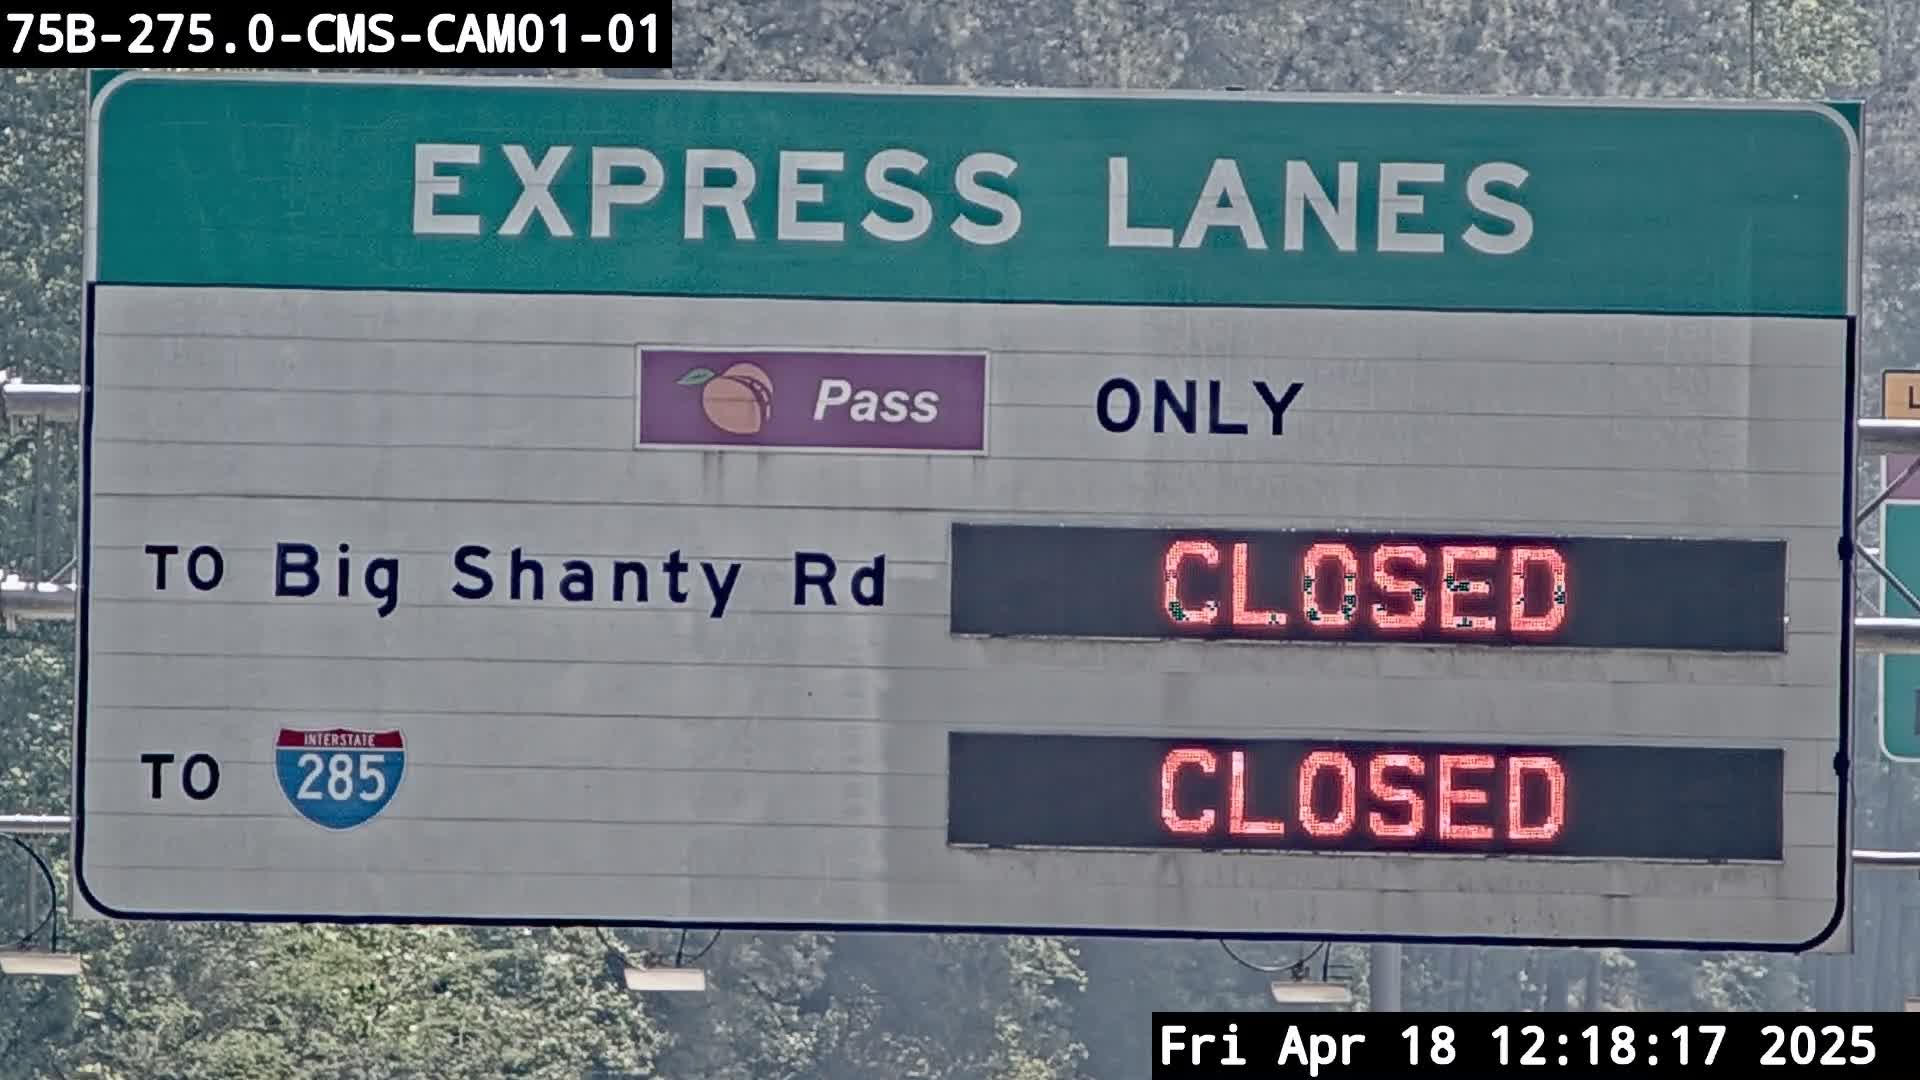 75B-275.0-CMS-CAM01-01
EXPRESS LANES
Pass ONLY
TO Big Shanty Rd CLOSED
INTERSTATE
TO 285 CLOSED
Fri Apr 18 12:18:17 2025